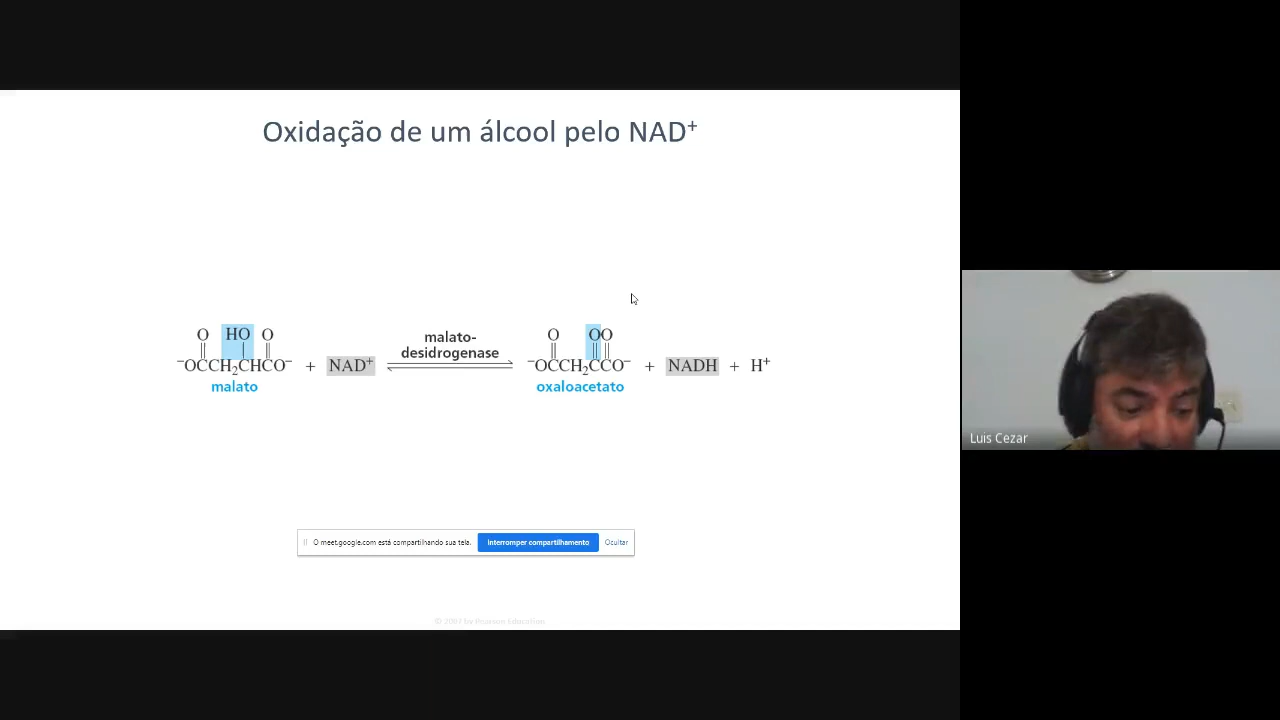 Oxidação de um álcool pelo NAD⁺
O HO O
⁻OCCH₂CHCO⁻ + NAD⁺
malato
malato-
desidrogenase
O O O
⁻OCCH₂CCO⁻ + NADH + H⁺
oxaloacetato
O meet.google.com está compartilhando sua tela. Interromper compartilhamento Ocultar
Luis Cezar